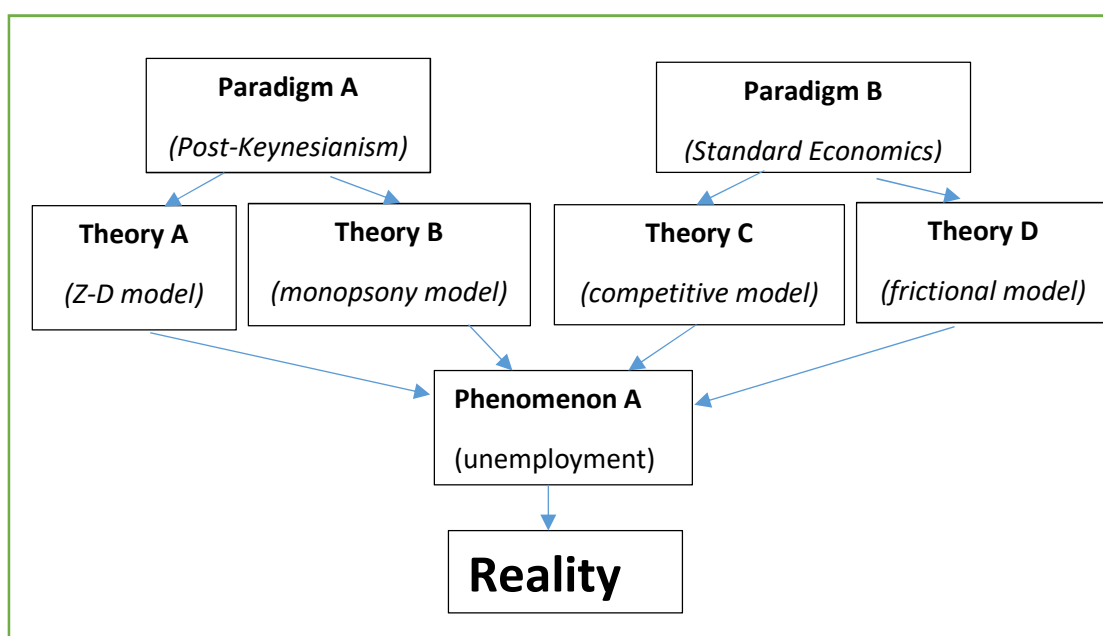 Paradigm A
(Post-Keynesianism)
Paradigm B
(Standard Economics)
Theory A
(Z-D model)
Theory B
(monopsony model)
Theory C
(competitive model)
Theory D
(frictional model)
Phenomenon A
(unemployment)
Reality